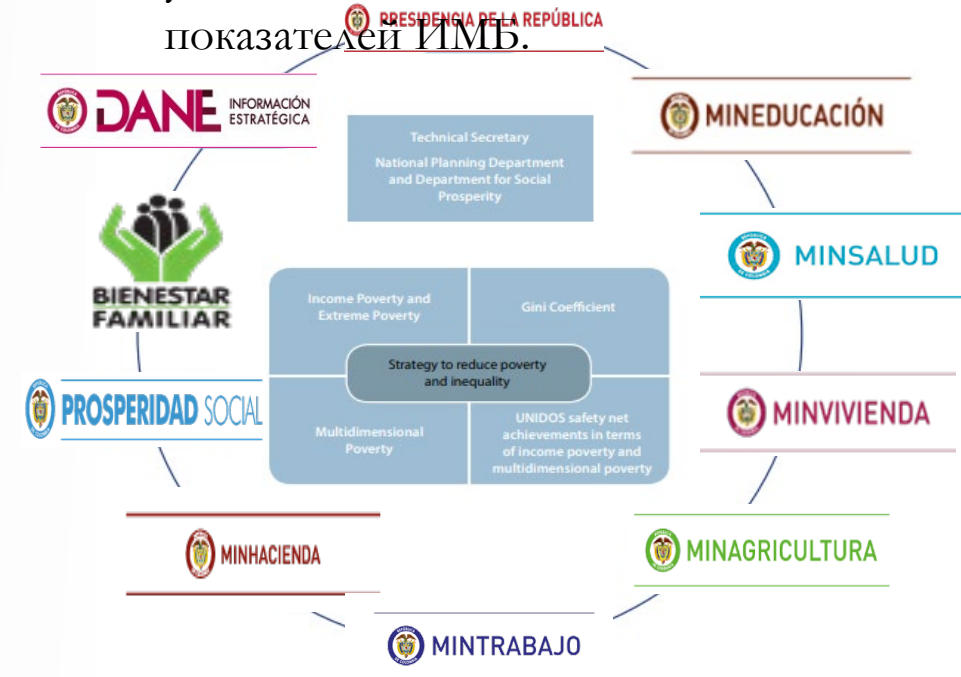 PRESIDENCIA DE LA REPÚBLICA
показателей ИМБ.
DANE INFORMACIÓN
ESTRATÉGICA
MINEDUCACIÓN
Technical Secretary
National Planning Department
and Department for Social
Prosperity
BIENESTAR
FAMILIAR
MINSALUD
Income Poverty and
Extreme Poverty
Gini Coefficient
Strategy to reduce poverty
and inequality
Multidimensional
Poverty
UNIDOS safety net
achievements in terms
of income poverty and
multidimensional poverty
PROSPERIDAD SOCIAL
MINVIVIENDA
MINHACIENDA
MINAGRICULTURA
MINTRABAJO